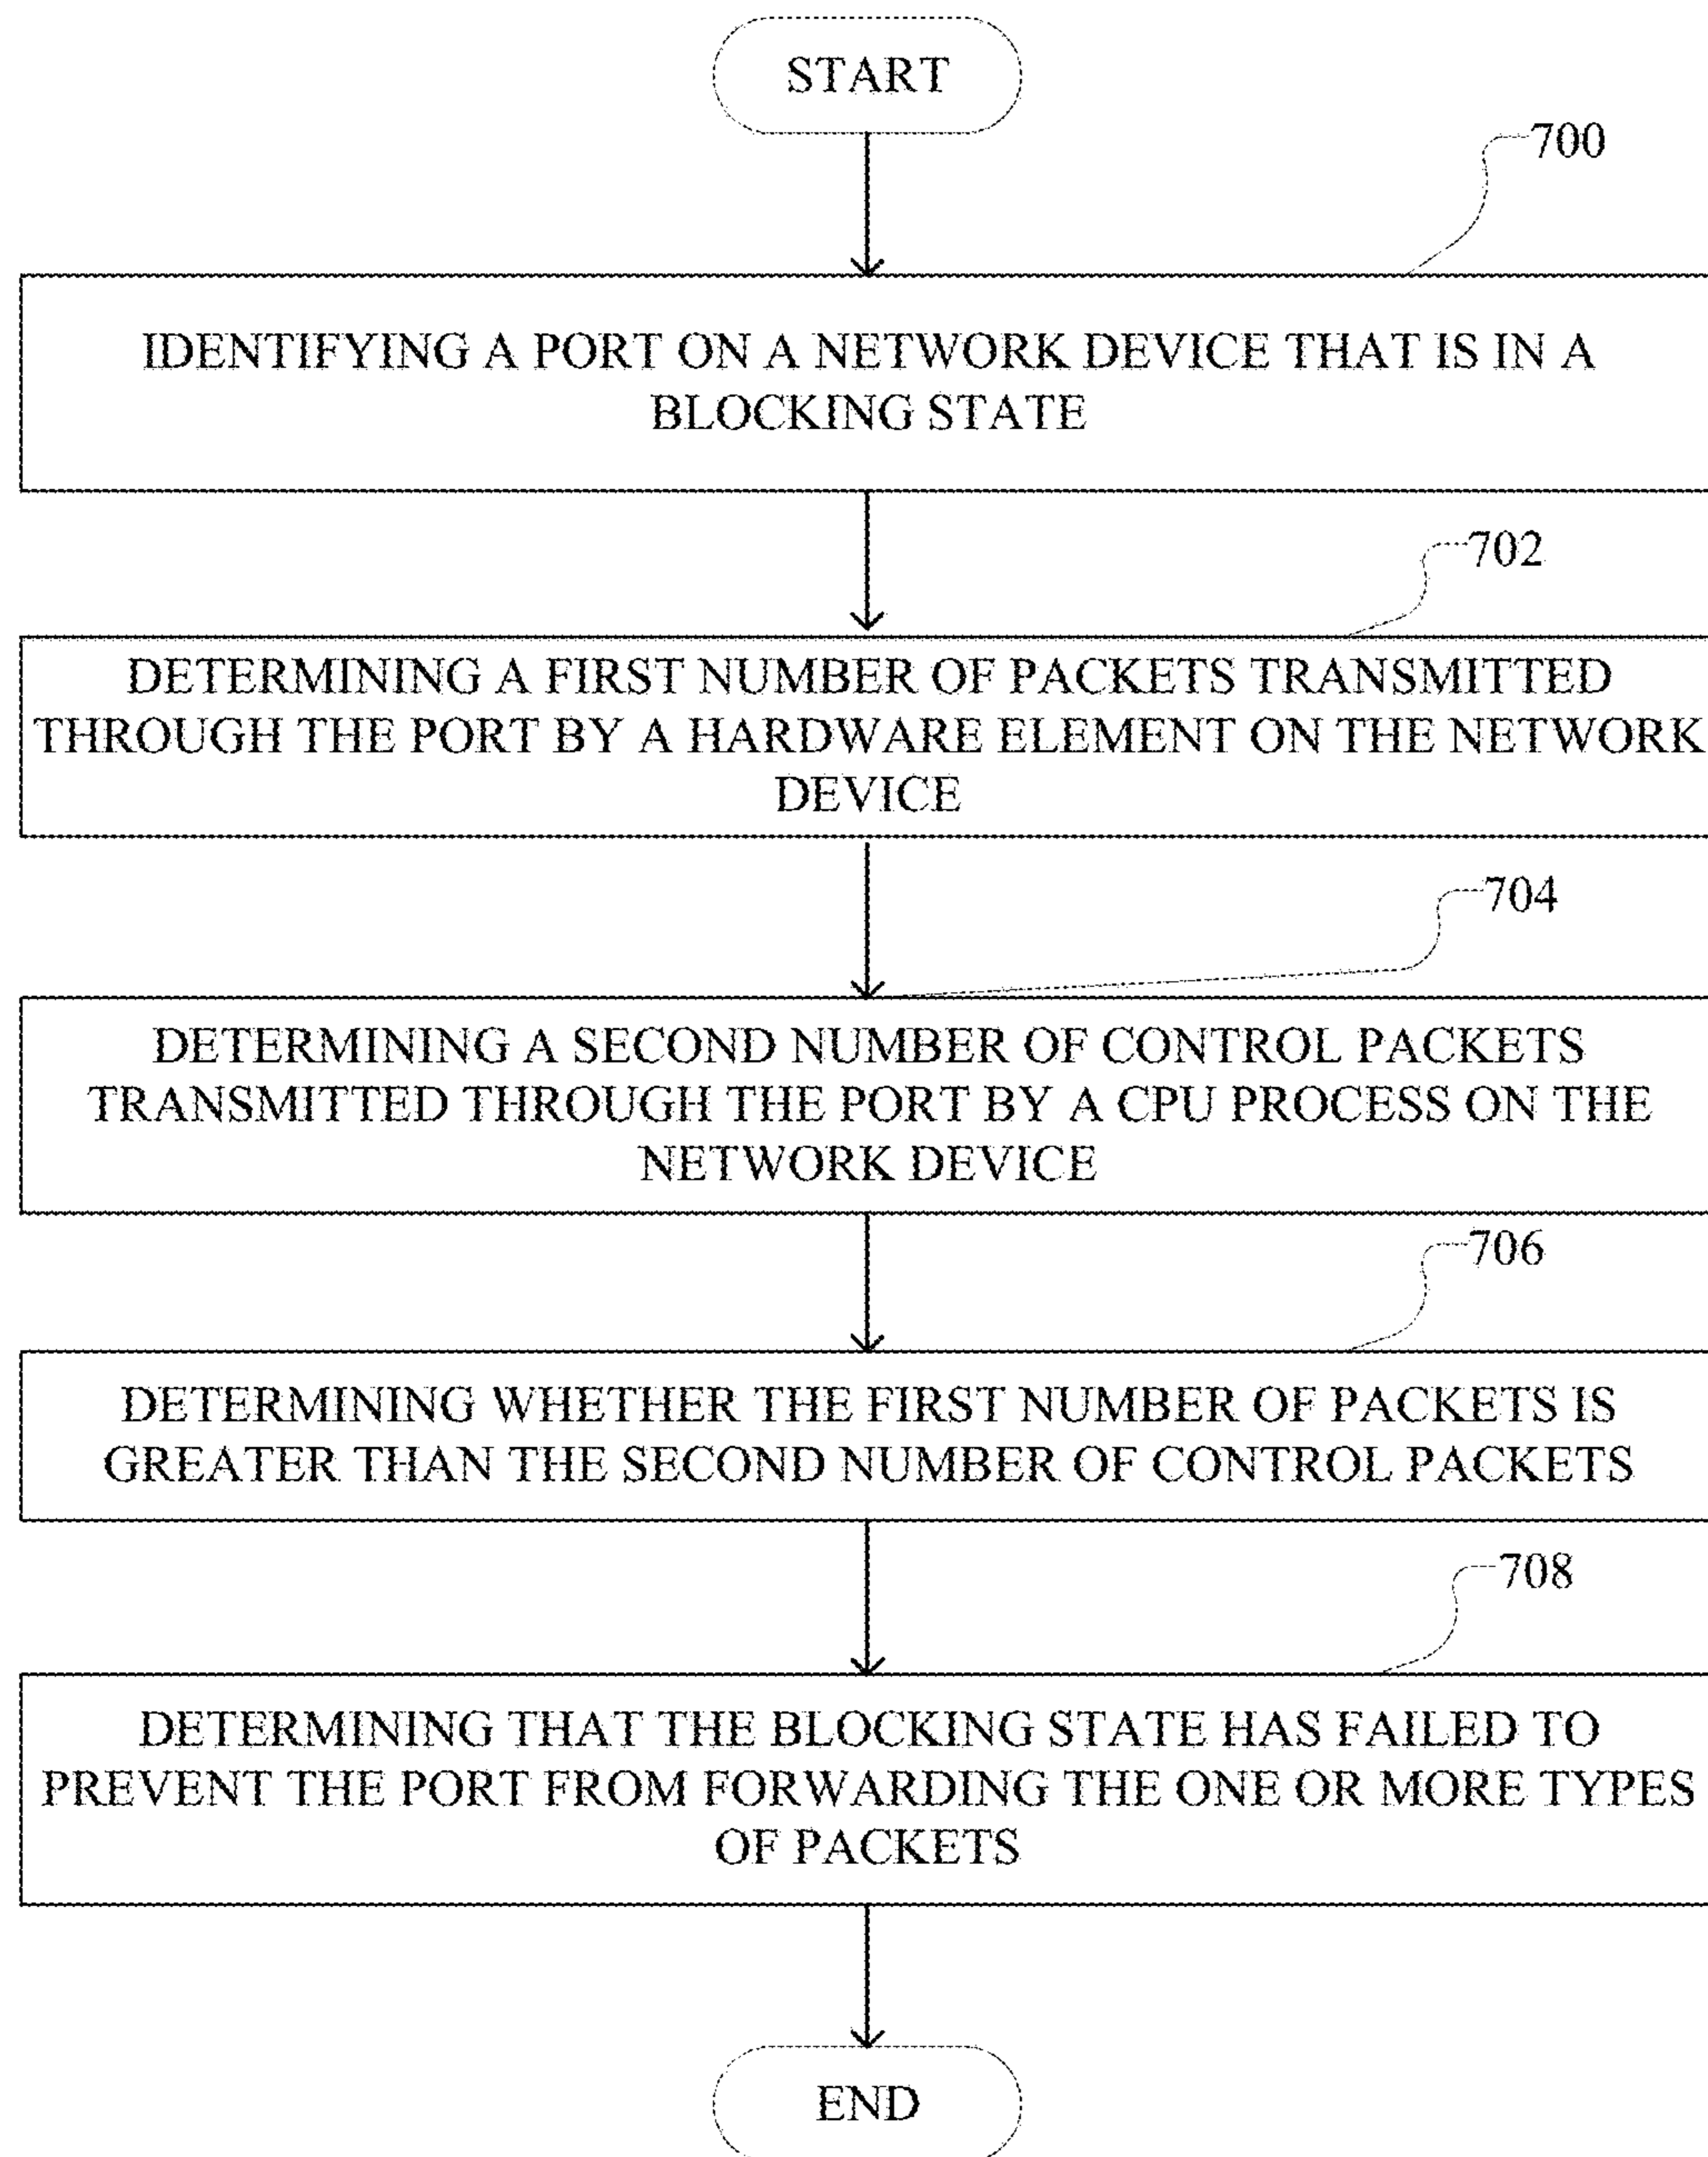 START
700
IDENTIFYING A PORT ON A NETWORK DEVICE THAT IS IN A
BLOCKING STATE
702
DETERMINING A FIRST NUMBER OF PACKETS TRANSMITTED
THROUGH THE PORT BY A HARDWARE ELEMENT ON THE NETWORK
DEVICE
704
DETERMINING A SECOND NUMBER OF CONTROL PACKETS
TRANSMITTED THROUGH THE PORT BY A CPU PROCESS ON THE
NETWORK DEVICE
706
DETERMINING WHETHER THE FIRST NUMBER OF PACKETS IS
GREATER THAN THE SECOND NUMBER OF CONTROL PACKETS
708
DETERMINING THAT THE BLOCKING STATE HAS FAILED TO
PREVENT THE PORT FROM FORWARDING THE ONE OR MORE TYPES
OF PACKETS
END